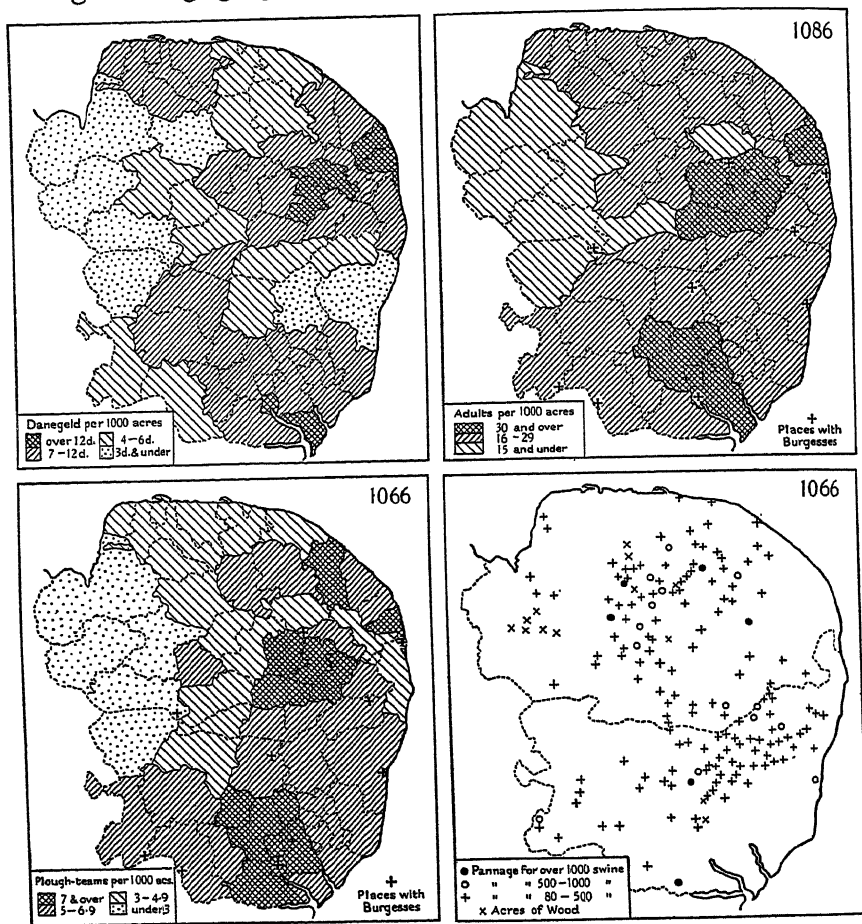 Danegeld per 1000 acres
over 12d. 4–6d.
7–12d. 3d. & under
1086
Adults per 1000 acres
30 and over
16–29
15 and under
+
Places with
Burgesses
1066
Plough-teams per 1000 acs.
7 & over 3–4·9
5–6·9 under 3
+
Places with
Burgesses
1066
Pannage for over 1000 swine
" " 500–1000 "
" " 80–500 "
x Acres of Wood